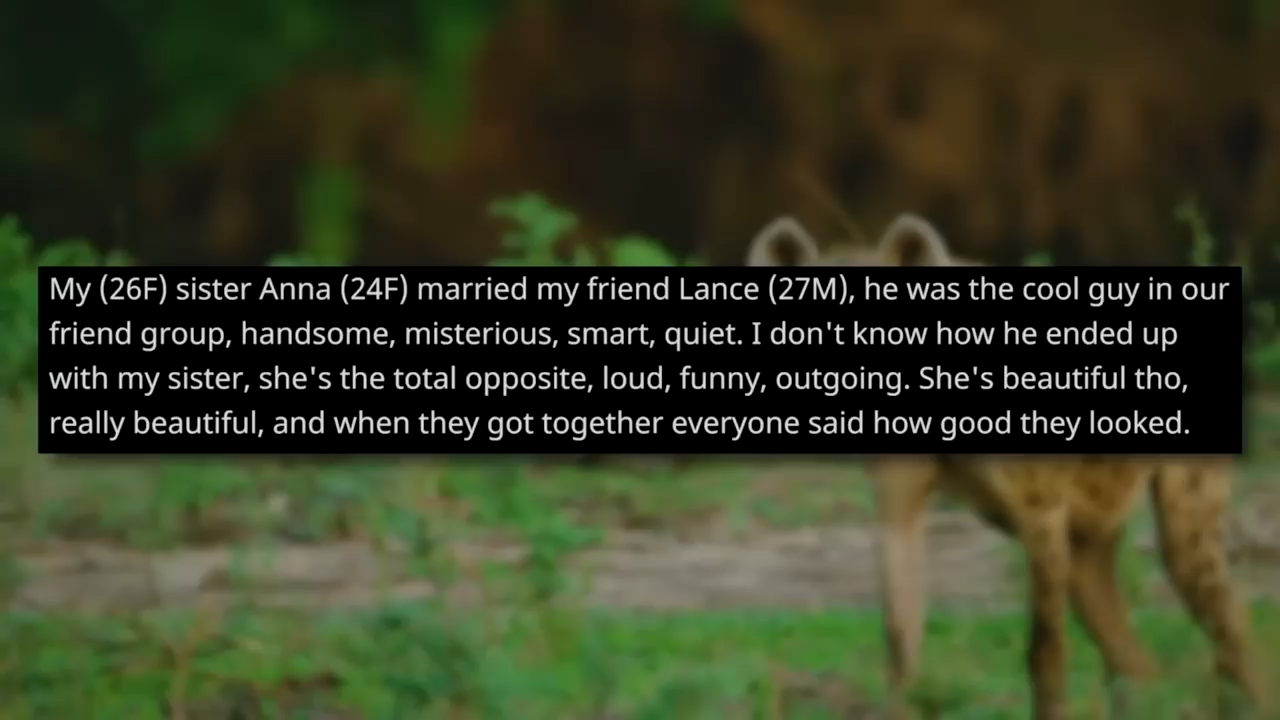 My (26F) sister Anna (24F) married my friend Lance (27M), he was the cool guy in our
friend group, handsome, misterious, smart, quiet. I don't know how he ended up
with my sister, she's the total opposite, loud, funny, outgoing. She's beautiful tho,
really beautiful, and when they got together everyone said how good they looked.